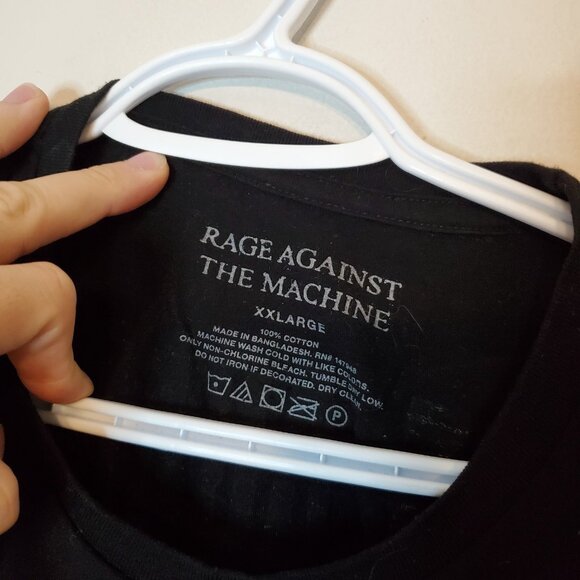 RAGE AGAINST
THE MACHINE
XXLARGE
100% COTTON
MADE IN BANGLADESH. RN# 147948
MACHINE WASH COLD WITH LIKE COLORS.
ONLY NON-CHLORINE BLEACH. TUMBLE DRY LOW.
DO NOT IRON IF DECORATED. DRY CLEAN.
P